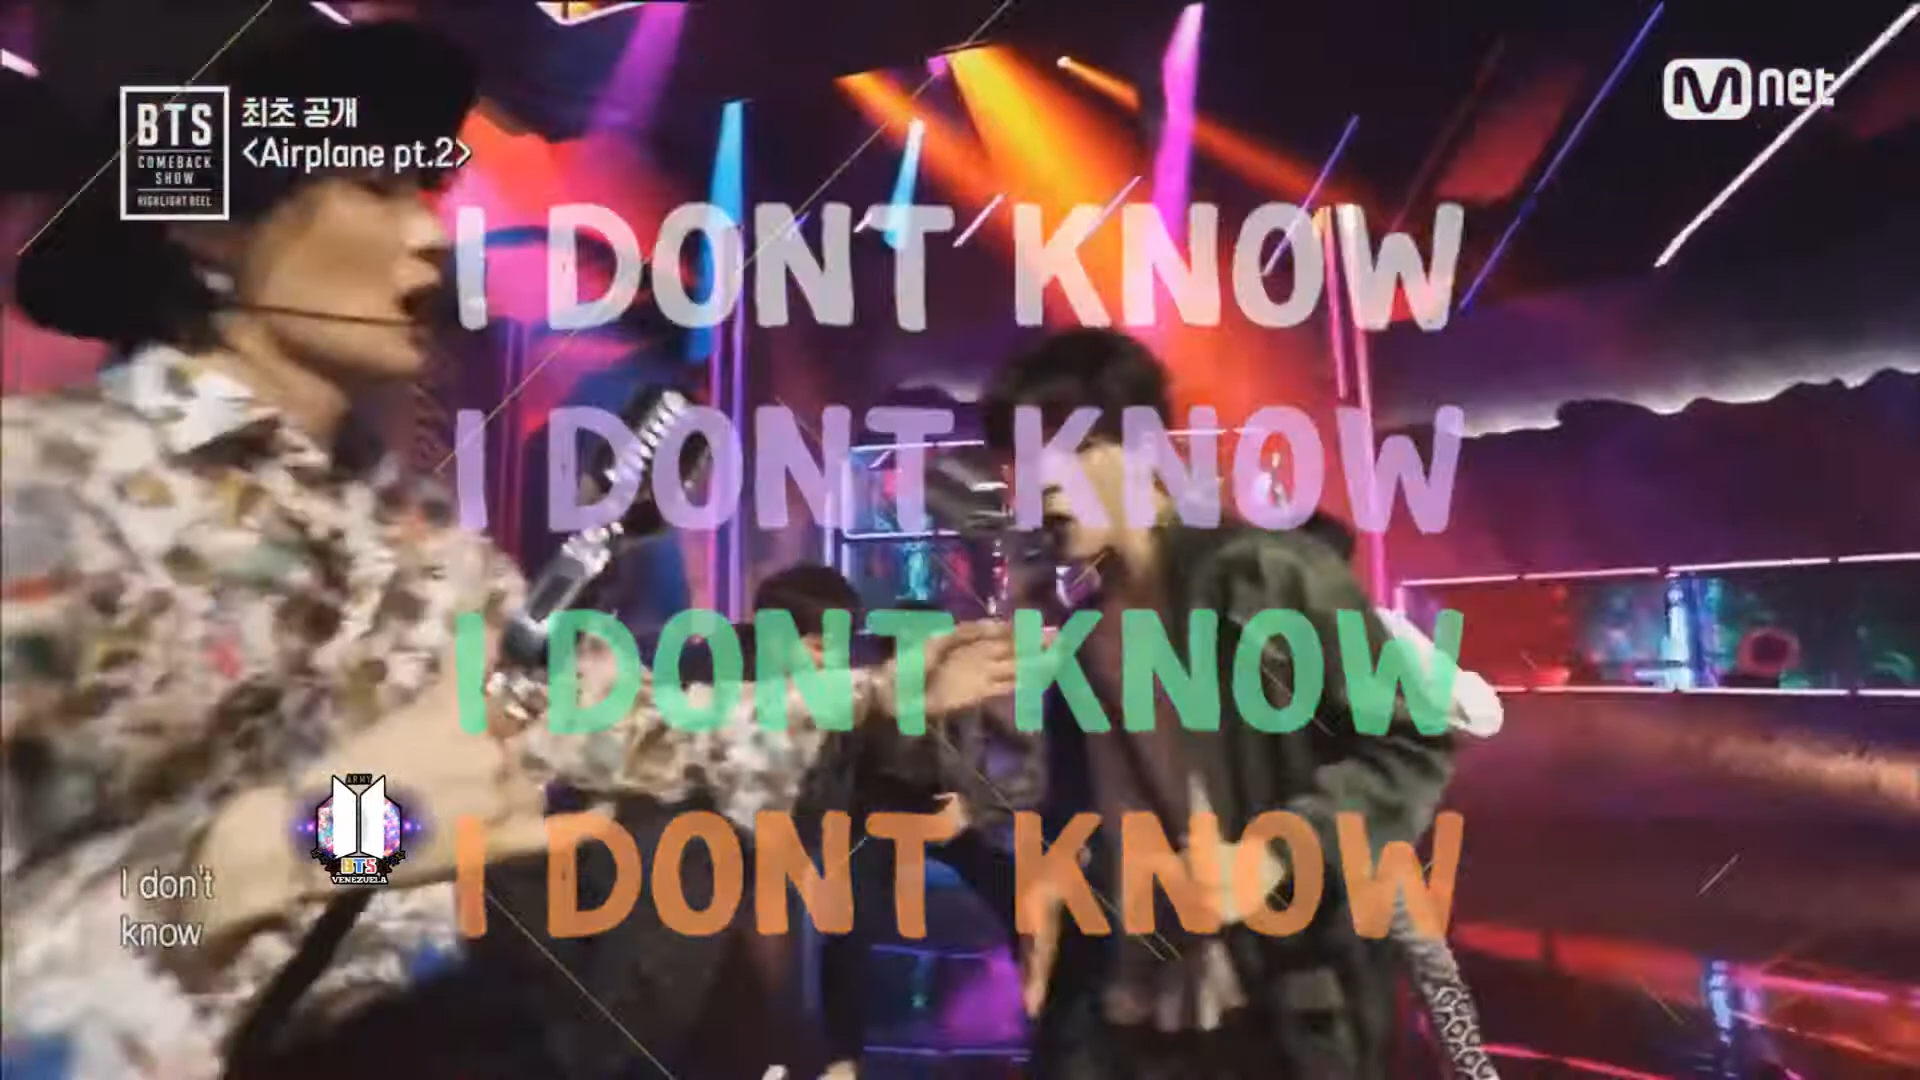 BTS
COMEBACK
SHOW
HIGHLIGHT REEL
최초 공개
<Airplane pt.2>
Mnet
I DONT KNOW
I DONT KNOW
I DONT KNOW
I DONT KNOW
ARMY
BTS
VENEZUELA
I don't
know